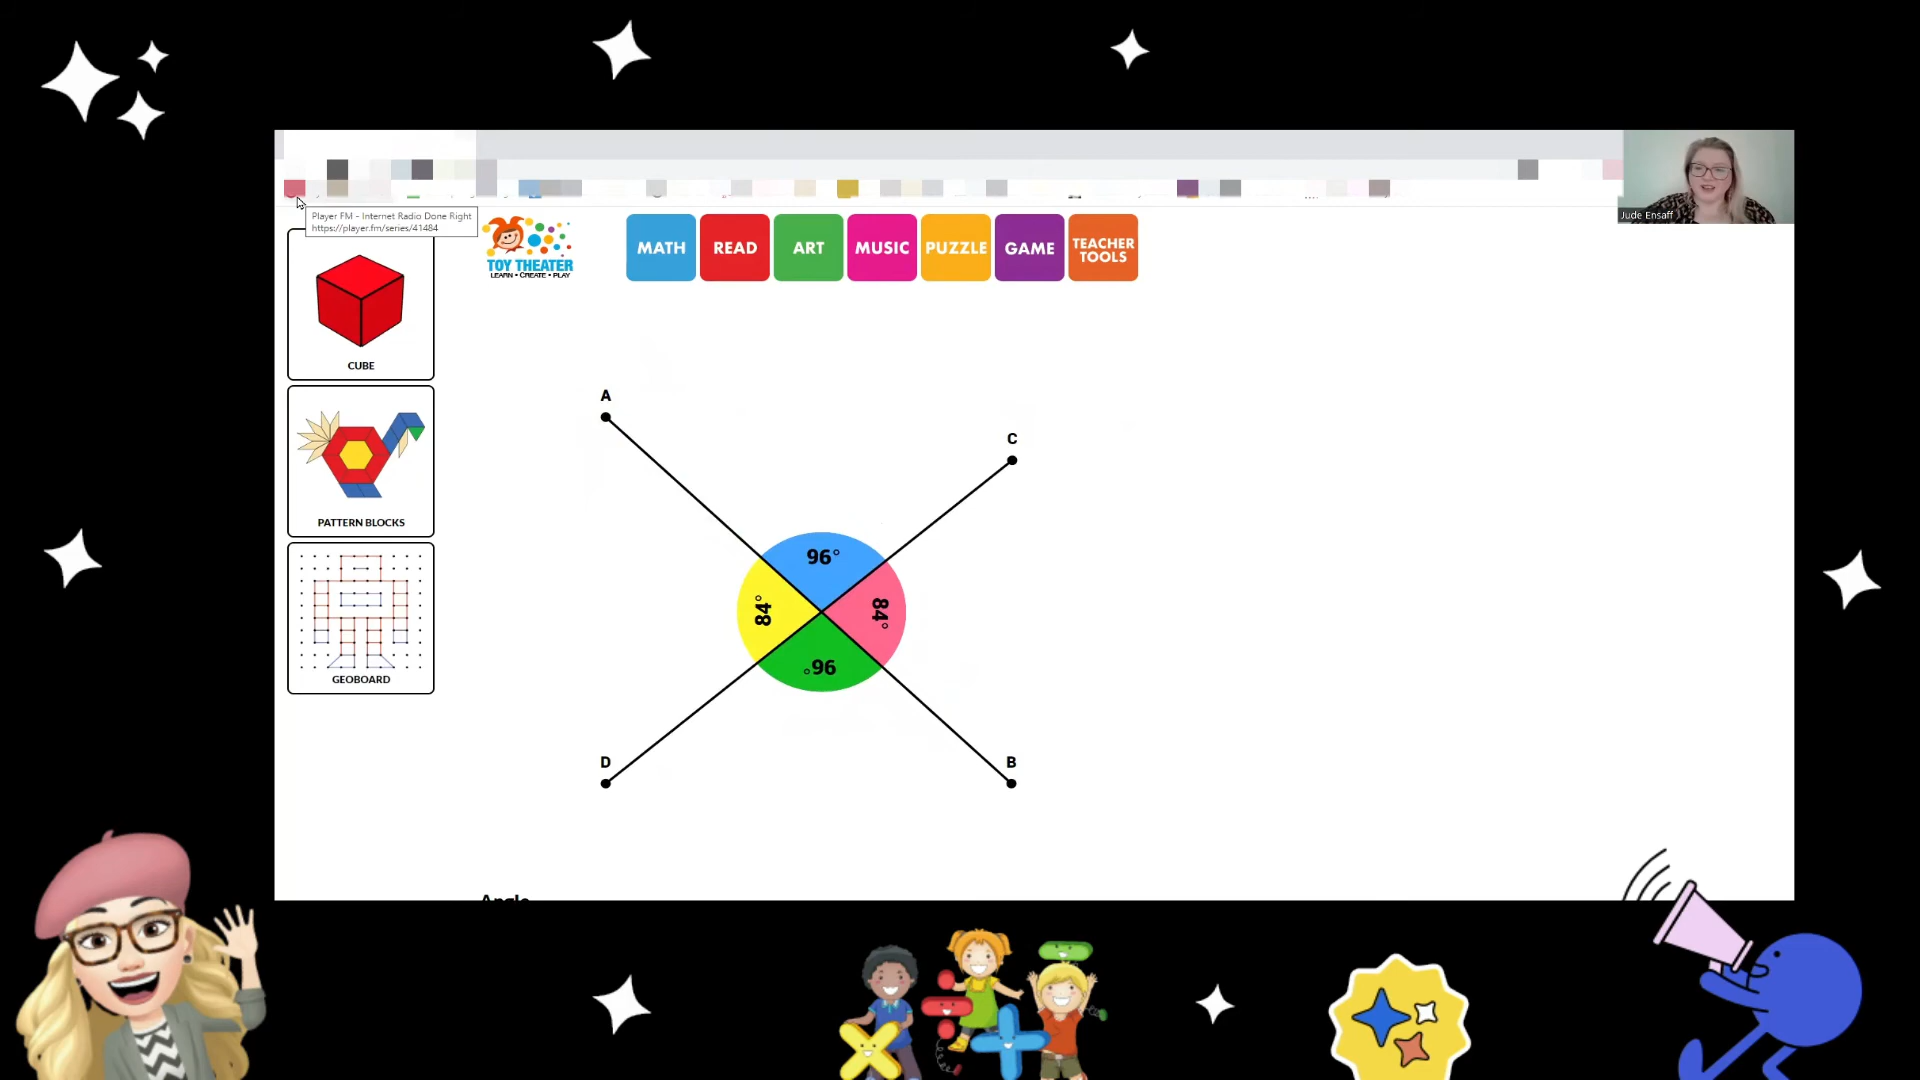 Jude Ensaff
Player FM - Internet Radio Done Right
https://player.fm/series/41484
TOY THEATER
LEARN • CREATE • PLAY
MATH
READ
ART
MUSIC
PUZZLE
GAME
TEACHER
TOOLS
CUBE
PATTERN BLOCKS
GEOBOARD
A
C
96°
84°
84°
96°
D
B